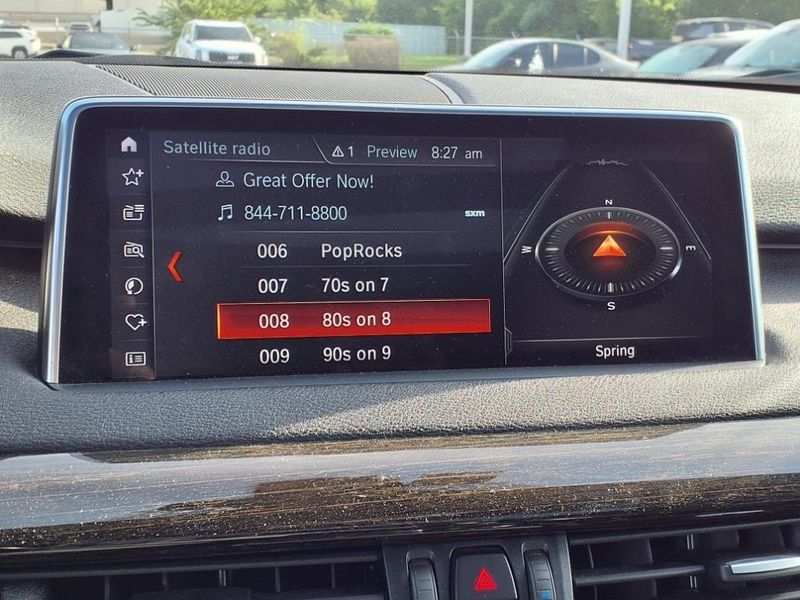 Satellite radio 1 Preview 8:27 am
Great Offer Now!
844-711-8800 sxm
006 PopRocks
007 70s on 7
008 80s on 8
009 90s on 9
N
W E
S
Spring